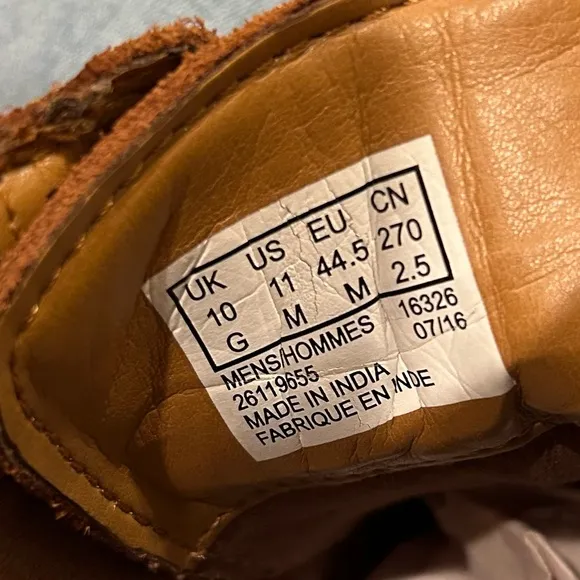 UK US EU CN
10 11 44.5 270
G M M 2.5
MENS/HOMMES 16326
26119655 07/16
MADE IN INDIA
FABRIQUE EN INDE